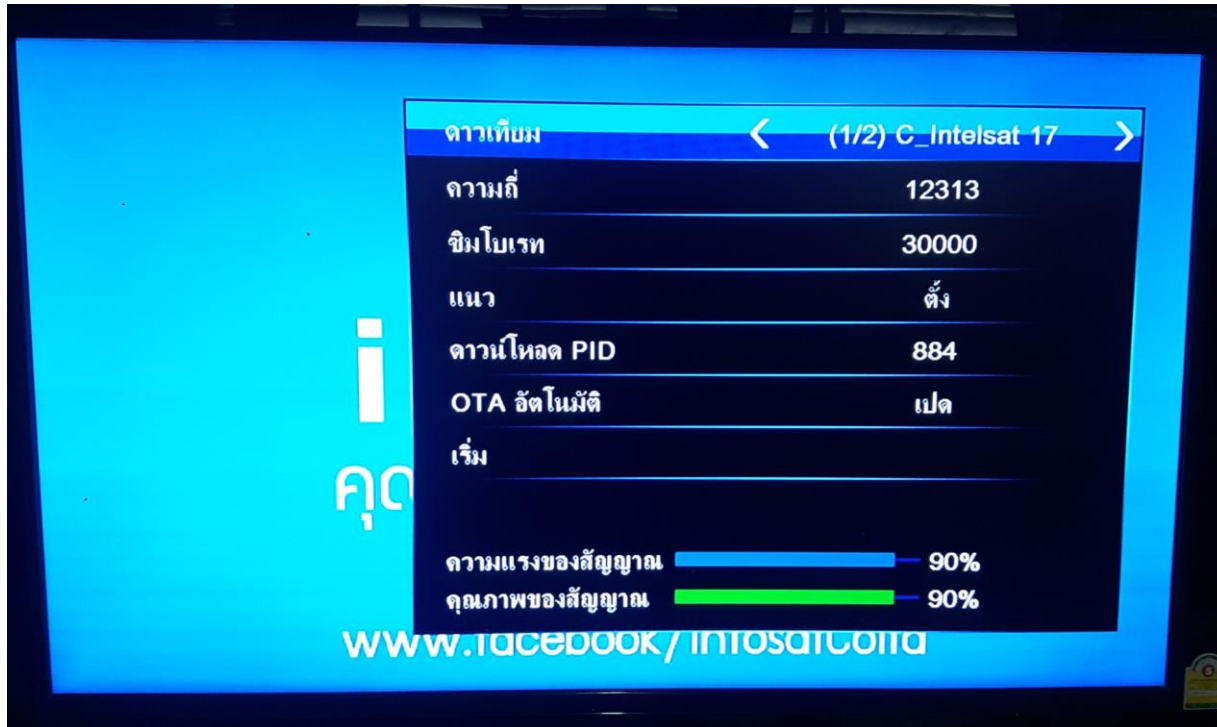 ดาวเทียม (1/2) C_Intelsat 17
ความถี่ 12313
ซิมโบเรท 30000
แนว ตั้ง
ดาวน์โหลด PID 884
OTA อัตโนมัติ เปด
เริ่ม
ความแรงของสัญญาณ 90%
คุณภาพของสัญญาณ 90%
i
คุณ
www.facebook/infosatcoltd